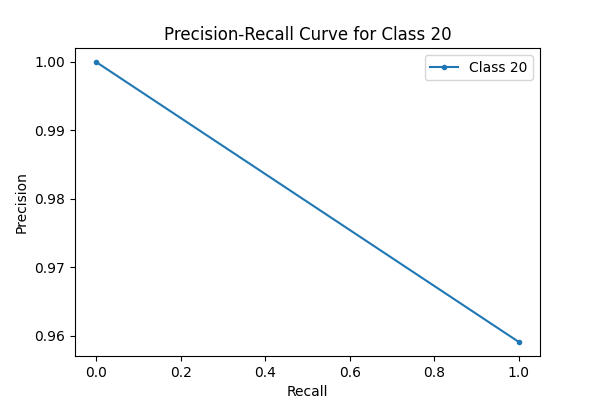 Precision-Recall Curve for Class 20
Class 20
1.00
0.99
0.98
0.97
0.96
Precision
0.0 0.2 0.4 0.6 0.8 1.0
Recall